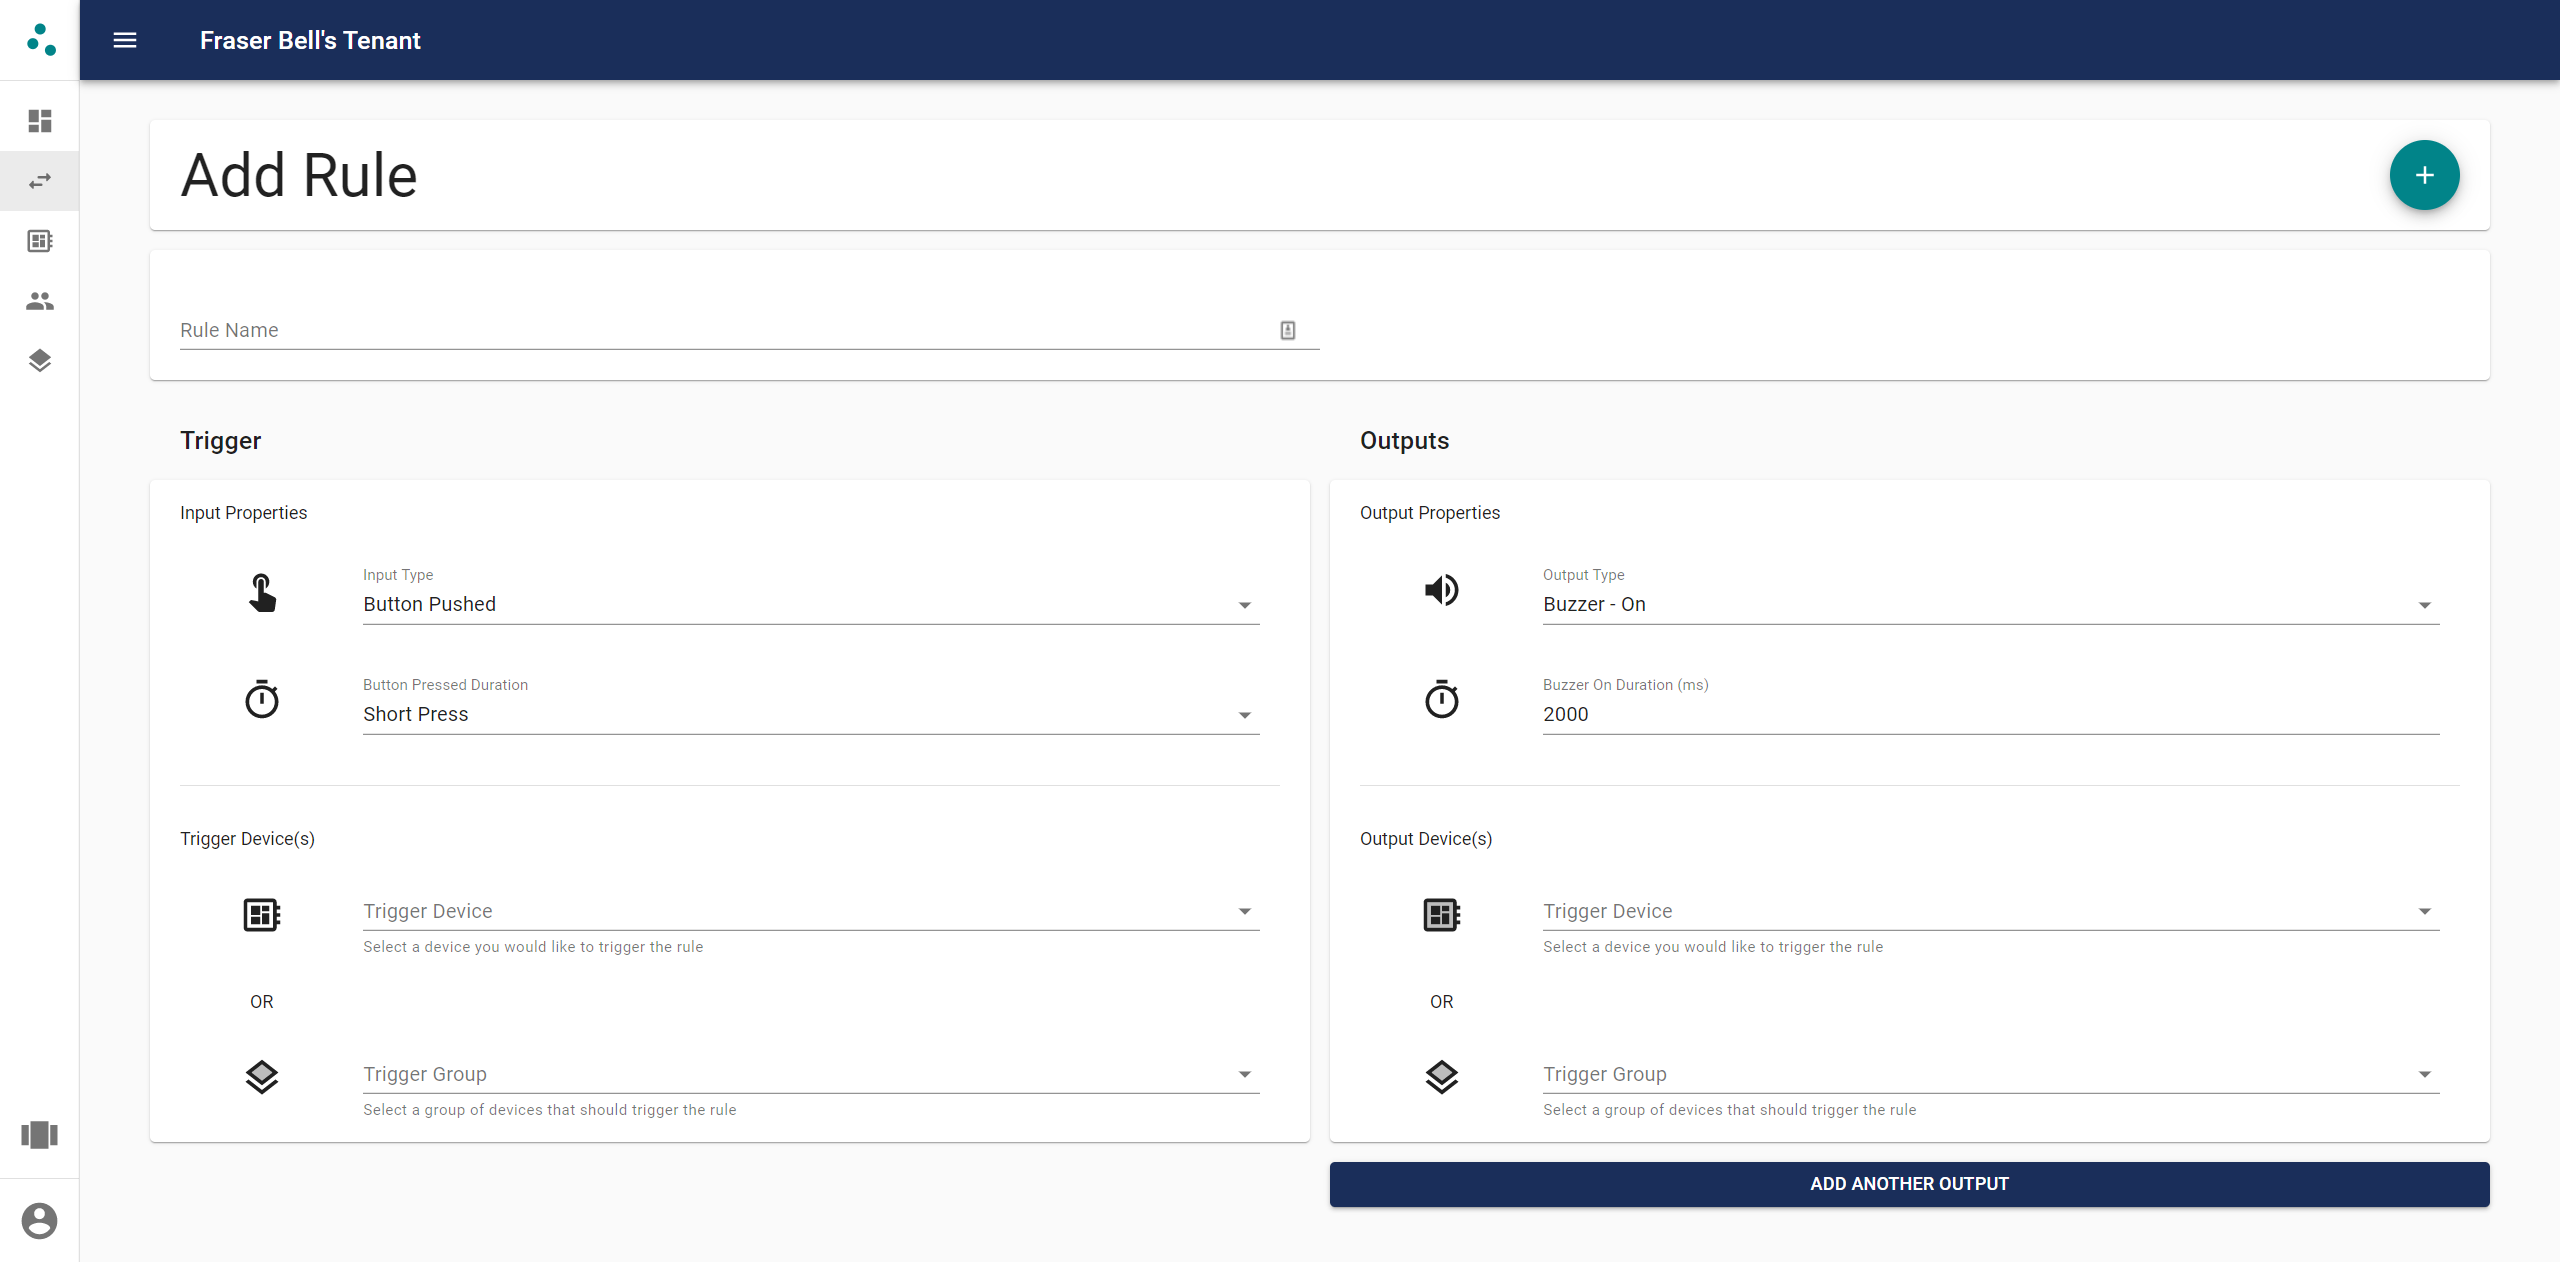 Fraser Bell's Tenant
Add Rule
Rule Name
Trigger
Input Properties
Input Type
Button Pushed
Button Pressed Duration
Short Press
Trigger Device(s)
Trigger Device
Select a device you would like to trigger the rule
OR
Trigger Group
Select a group of devices that should trigger the rule
Outputs
Output Properties
Output Type
Buzzer - On
Buzzer On Duration (ms)
2000
Output Device(s)
Trigger Device
Select a device you would like to trigger the rule
OR
Trigger Group
Select a group of devices that should trigger the rule
ADD ANOTHER OUTPUT